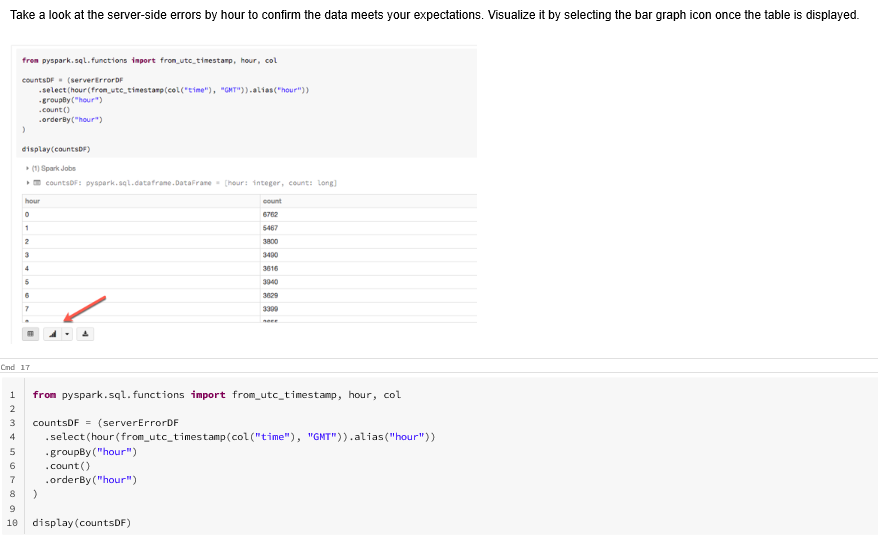 Take a look at the server-side errors by hour to confirm the data meets your expectations. Visualize it by selecting the bar graph icon once the table is displayed.
from pyspark.sql.functions import from_utc_timestamp, hour, col
countsDF = (serverErrorDF
.select(hour(from_utc_timestamp(col("time"), "GMT")).alias("hour"))
.groupBy("hour")
.count()
.orderBy("hour")
)
display(countsDF)
(1) Spark Jobs
countsDF: pyspark.sql.dataframe.DataFrame = [hour: integer, count: long]
hour count
0 6762
1 5467
2 3800
3 3490
4 3616
5 3940
6 3629
7 3399
Cmd 17
1 from pyspark.sql.functions import from_utc_timestamp, hour, col
2
3 countsDF = (serverErrorDF
4 .select(hour(from_utc_timestamp(col("time"), "GMT")).alias("hour"))
5 .groupBy("hour")
6 .count()
7 .orderBy("hour")
8 )
9
10 display(countsDF)